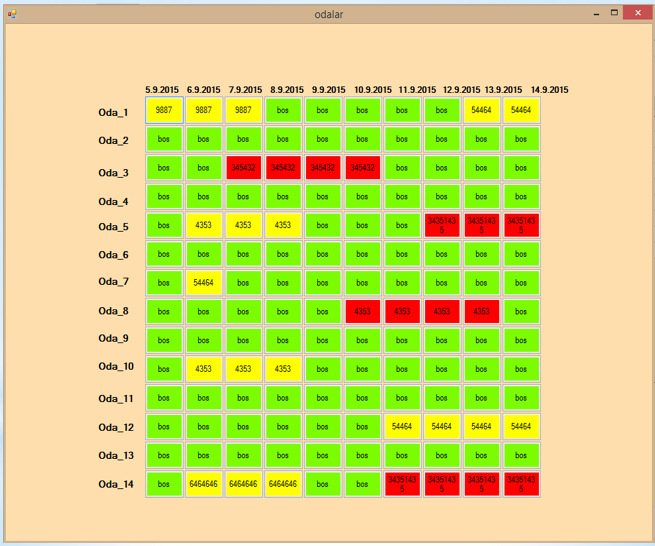 odalar
5.9.2015 6.9.2015 7.9.2015 8.9.2015 9.9.2015 10.9.2015 11.9.2015 12.9.2015 13.9.2015 14.9.2015
Oda_1 9887 9887 9887 bos bos bos bos bos 54464 54464
Oda_2 bos bos bos bos bos bos bos bos bos bos
Oda_3 bos bos 345432 345432 345432 345432 bos bos bos bos
Oda_4 bos bos bos bos bos bos bos bos bos bos
Oda_5 bos 4353 4353 4353 bos bos bos 34351435 34351435 34351435
Oda_6 bos bos bos bos bos bos bos bos bos bos
Oda_7 bos 54464 bos bos bos bos bos bos bos bos
Oda_8 bos bos bos bos bos 4353 4353 4353 4353 bos
Oda_9 bos bos bos bos bos bos bos bos bos bos
Oda_10 bos 4353 4353 4353 bos bos bos bos bos bos
Oda_11 bos bos bos bos bos bos bos bos bos bos
Oda_12 bos bos bos bos bos bos 54464 54464 54464 54464
Oda_13 bos bos bos bos bos bos bos bos bos bos
Oda_14 bos 6464646 6464646 6464646 bos bos 34351435 34351435 34351435 34351435